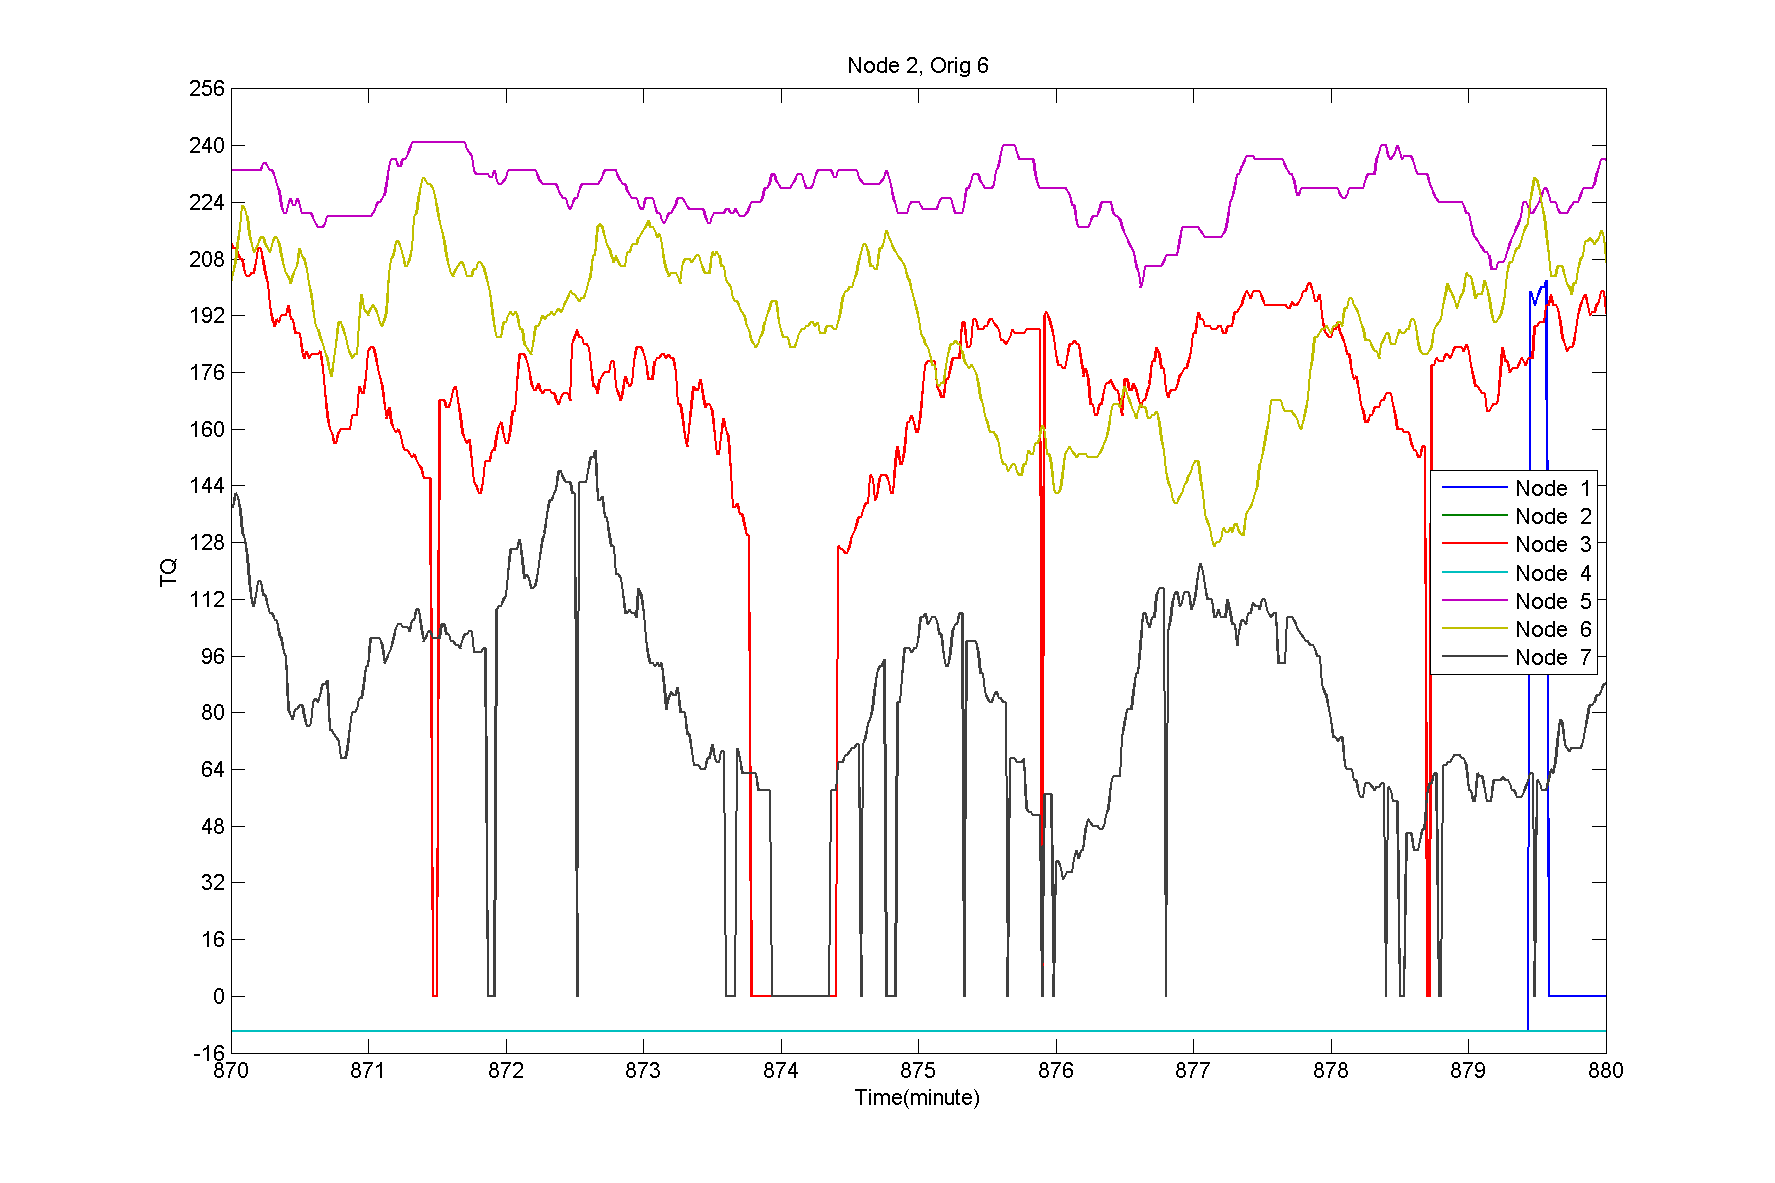 Node 2, Orig 6
256
240
224
208
192
176
160
144
128
112
96
80
64
48
32
16
0
-16
TQ
Node 1
Node 2
Node 3
Node 4
Node 5
Node 6
Node 7
870 871 872 873 874 875 876 877 878 879 880
Time(minute)